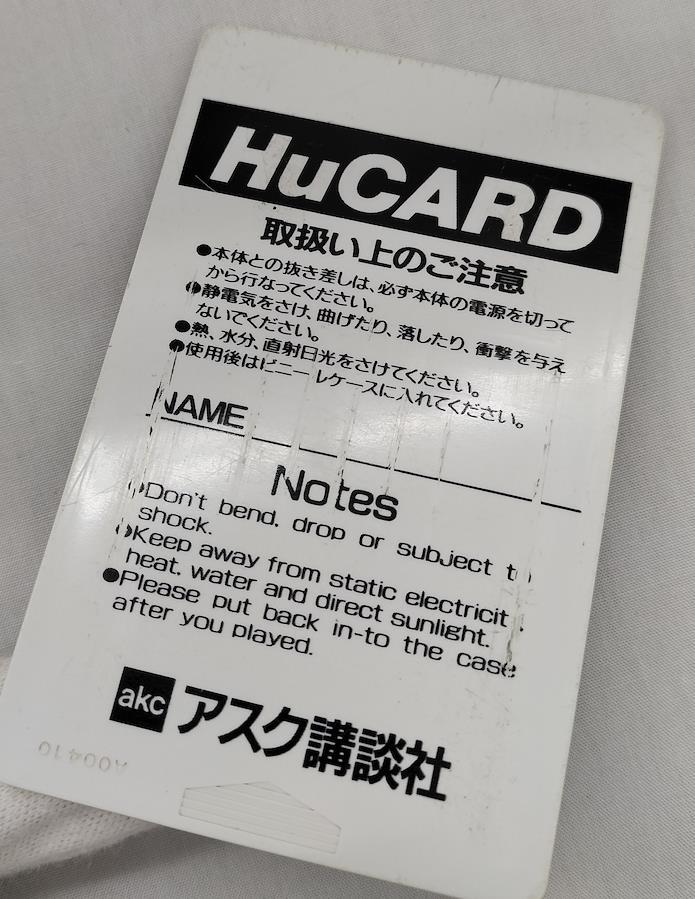 HuCARD
取扱い上のご注意
●本体との抜き差しは、必ず本体の電源を切って
から行なってください。
●静電気をさけ、曲げたり、落したり、衝撃を与え
ないでください。
●熱、水分、直射日光をさけてください。
●使用後はビニールケースに入れてください。
NAME
Notes
●Don't bend, drop or subject to
shock.
●Keep away from static electricity,
heat, water and direct sunlight.
●Please put back in-to the case
after you played.
akc アスク講談社
A00410